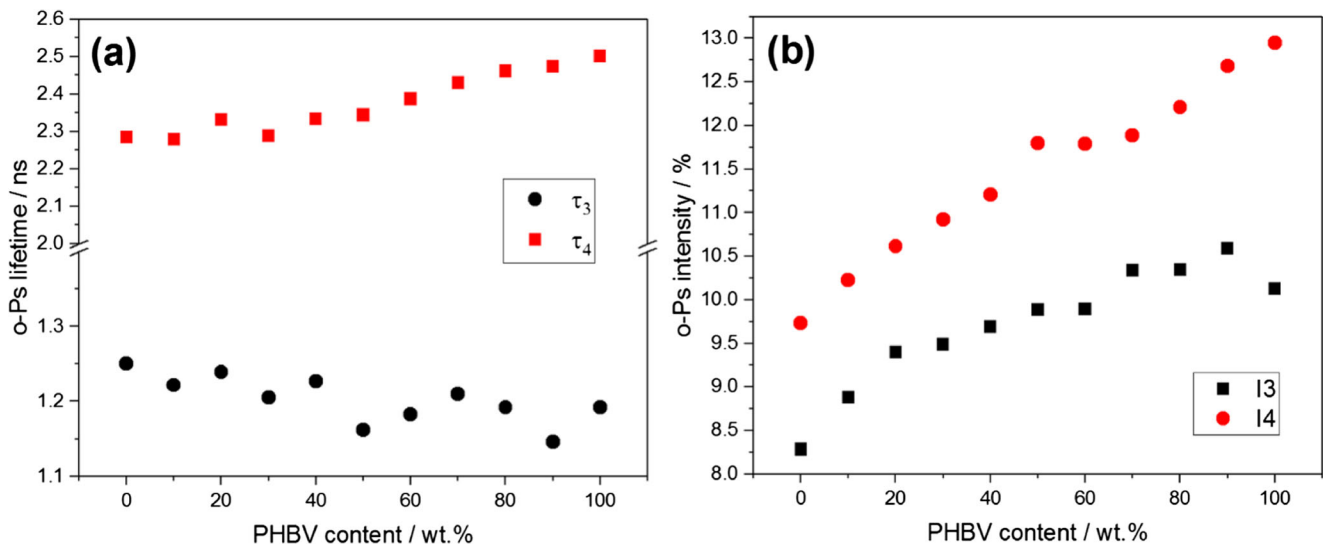 (a)
o-Ps lifetime / ns
2.6
2.5
2.4
2.3
2.2
2.1
2.0
1.3
1.2
1.1
τ3
τ4
0 20 40 60 80 100
PHBV content / wt.%
(b)
o-Ps intensity / %
13.0
12.5
12.0
11.5
11.0
10.5
10.0
9.5
9.0
8.5
8.0
I3
I4
0 20 40 60 80 100
PHBV content / wt.%